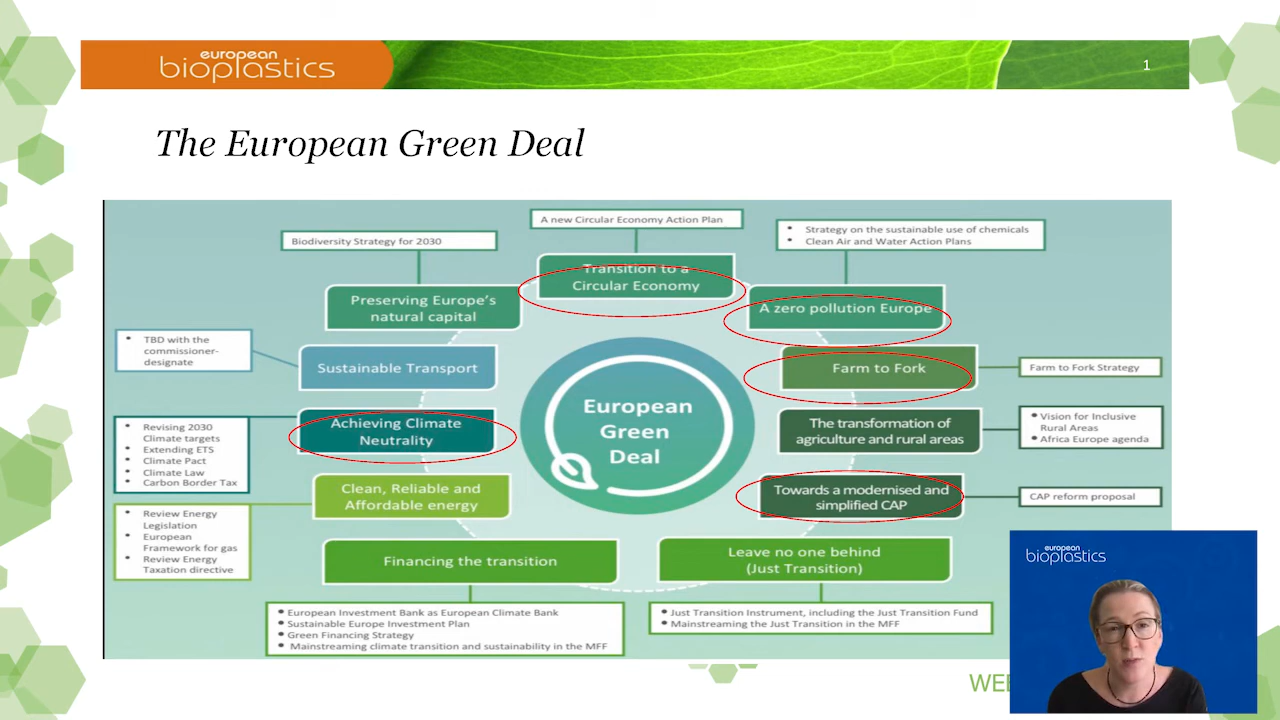 european
bioplastics
1
The European Green Deal
A new Circular Economy Action Plan
Biodiversity Strategy for 2030
• Strategy on the sustainable use of chemicals
• Clean Air and Water Action Plans
Transition to a
Circular Economy
Preserving Europe's
natural capital
A zero pollution Europe
• TBD with the
commissioner-
designate
Sustainable Transport
Farm to Fork
Farm to Fork Strategy
Achieving Climate
Neutrality
European
Green
Deal
The transformation of
agriculture and rural areas
• Vision for Inclusive
Rural Areas
• Africa Europe agenda
• Revising 2030
Climate targets
• Extending ETS
• Climate Pact
• Climate Law
• Carbon Border Tax
Clean, Reliable and
Affordable energy
Towards a modernised and
simplified CAP
CAP reform proposal
• Review Energy
Legislation
• European
Framework for gas
• Review Energy
Taxation directive
Financing the transition
Leave no one behind
(Just Transition)
• European Investment Bank as European Climate Bank
• Sustainable Europe Investment Plan
• Green Financing Strategy
• Mainstreaming climate transition and sustainability in the MFF
• Just Transition Instrument, including the Just Transition Fund
• Mainstreaming the Just Transition in the MFF
european
bioplastics